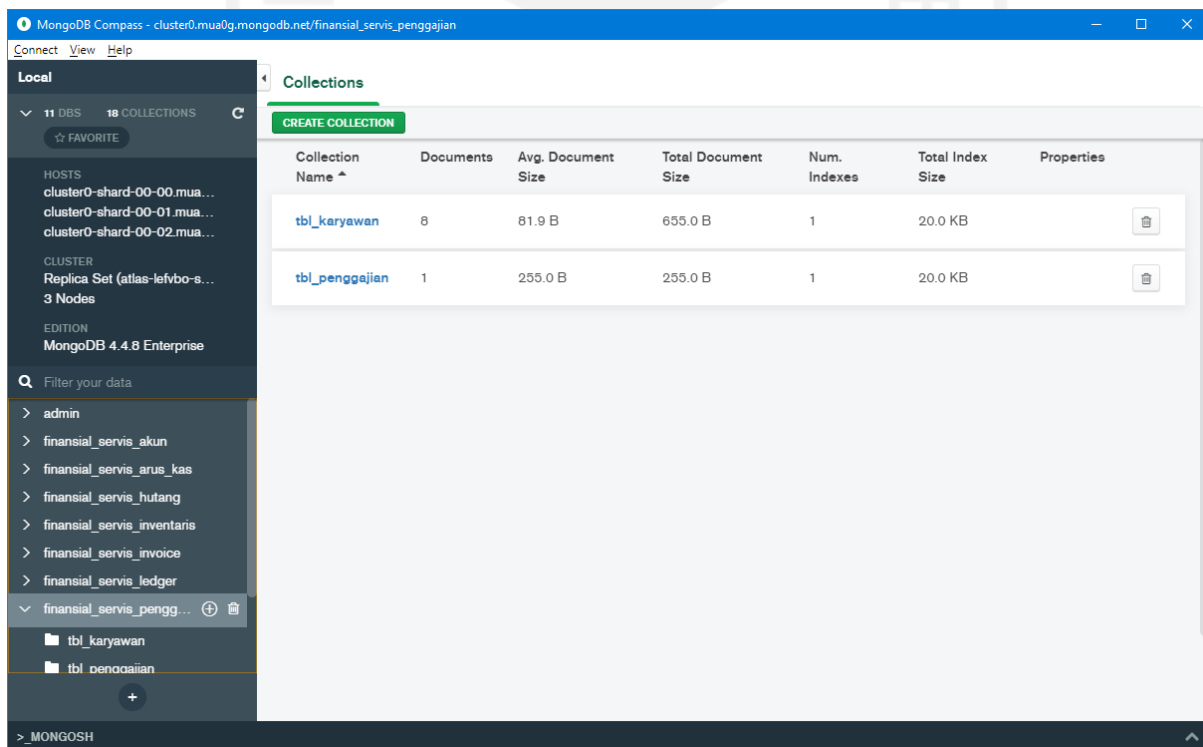 MongoDB Compass - cluster0.mua0g.mongodb.net/finansial_servis_penggajian
Connect View Help
Local
11 DBS 18 COLLECTIONS
FAVORITE
HOSTS
cluster0-shard-00-00.mua...
cluster0-shard-00-01.mua...
cluster0-shard-00-02.mua...
CLUSTER
Replica Set (atlas-lefvbo-s...
3 Nodes
EDITION
MongoDB 4.4.8 Enterprise
Filter your data
admin
finansial_servis_akun
finansial_servis_arus_kas
finansial_servis_hutang
finansial_servis_inventaris
finansial_servis_invoice
finansial_servis_ledger
finansial_servis_pengg...
tbl_karyawan
tbl_penggajian
Collections
CREATE COLLECTION
Collection Name Documents Avg. Document Size Total Document Size Num. Indexes Total Index Size Properties
tbl_karyawan 8 81.9 B 655.0 B 1 20.0 KB
tbl_penggajian 1 255.0 B 255.0 B 1 20.0 KB
>_MONGOSH